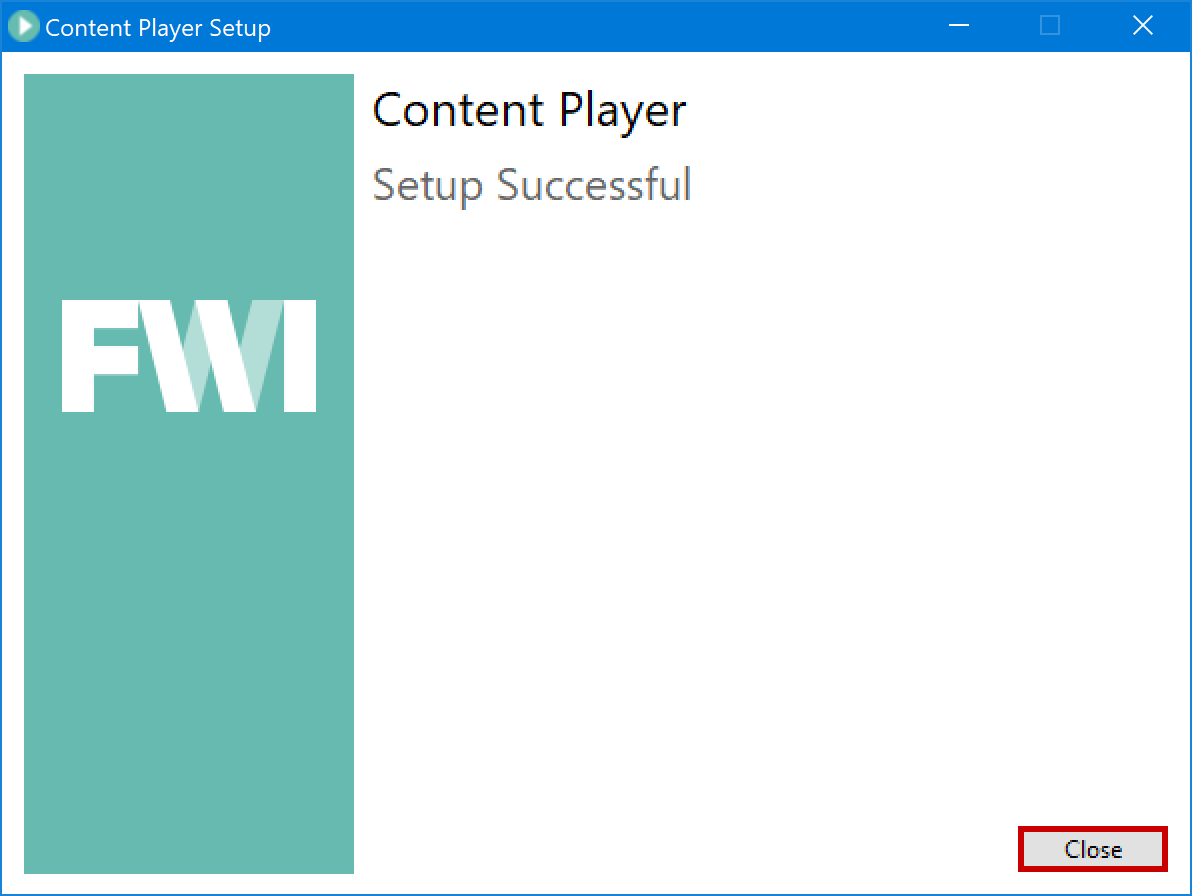 Content Player Setup
Content Player
Setup Successful
FWI
Close